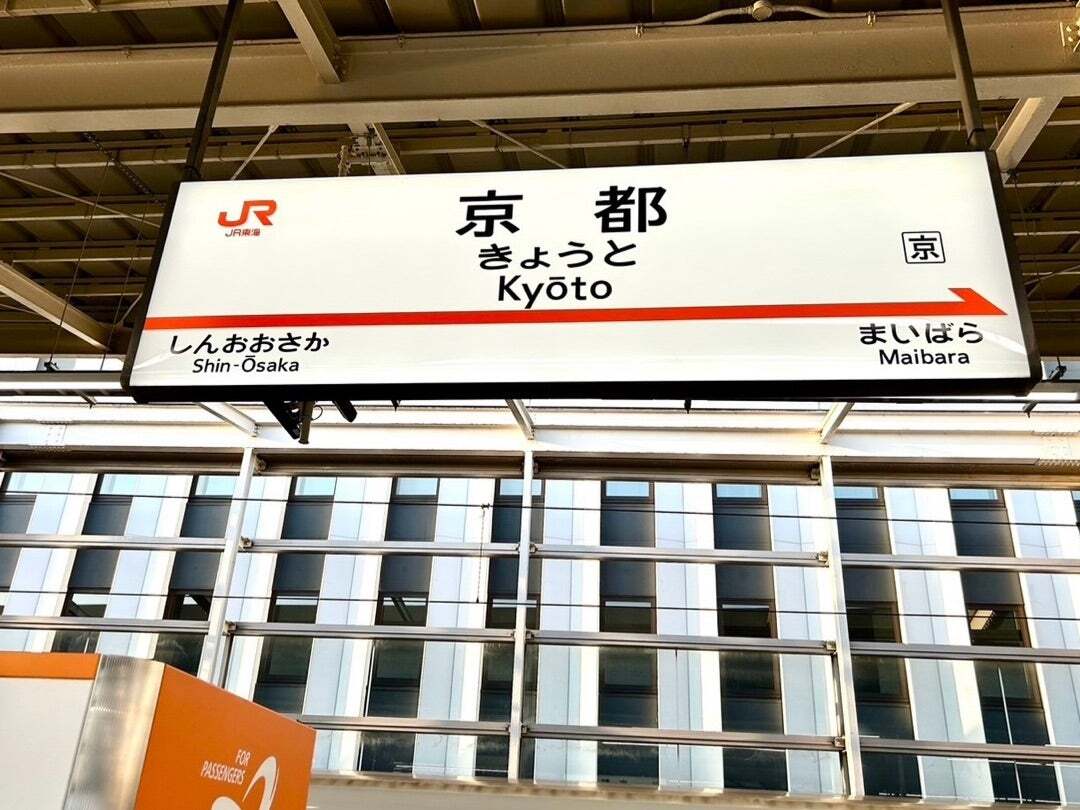 JR
JR東海
京都
きょうと
Kyōto
京
しんおおさか
Shin-Ōsaka
まいばら
Maibara
FOR
PASSENGERS